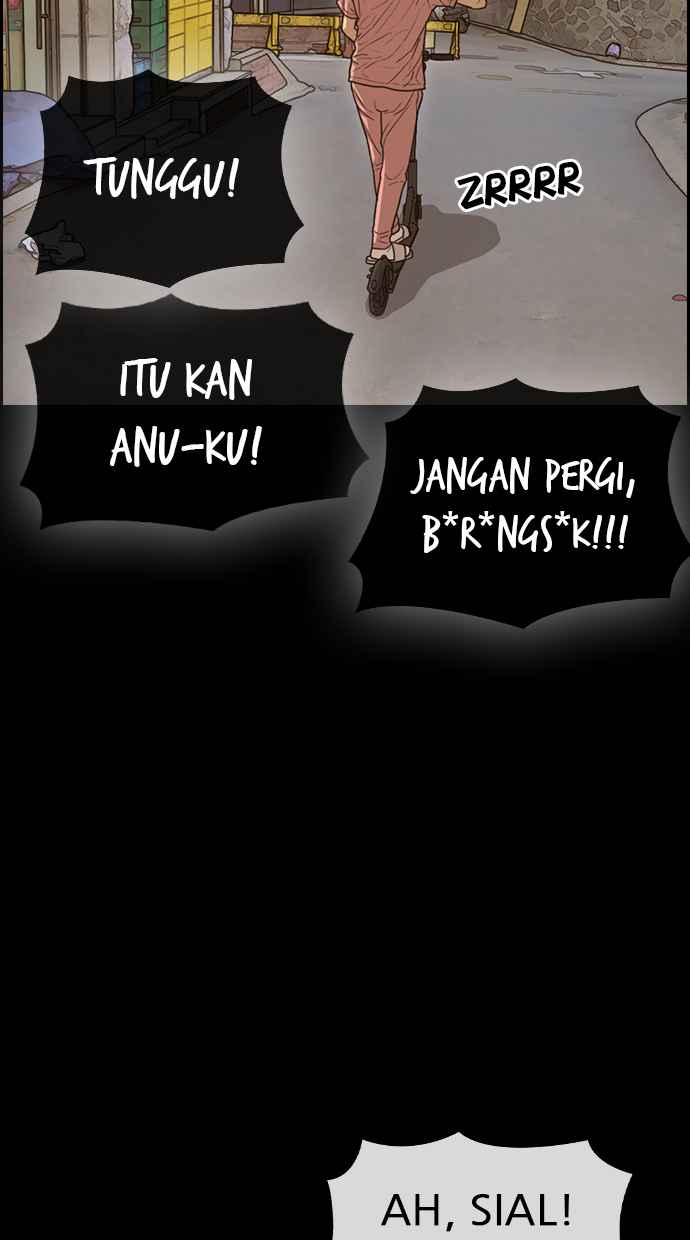 TUNGGU!
ZRRRR
ITU KAN
ANU-KU!
JANGAN PERGI,
B*R*NGS*K!!!
AH, SIAL!